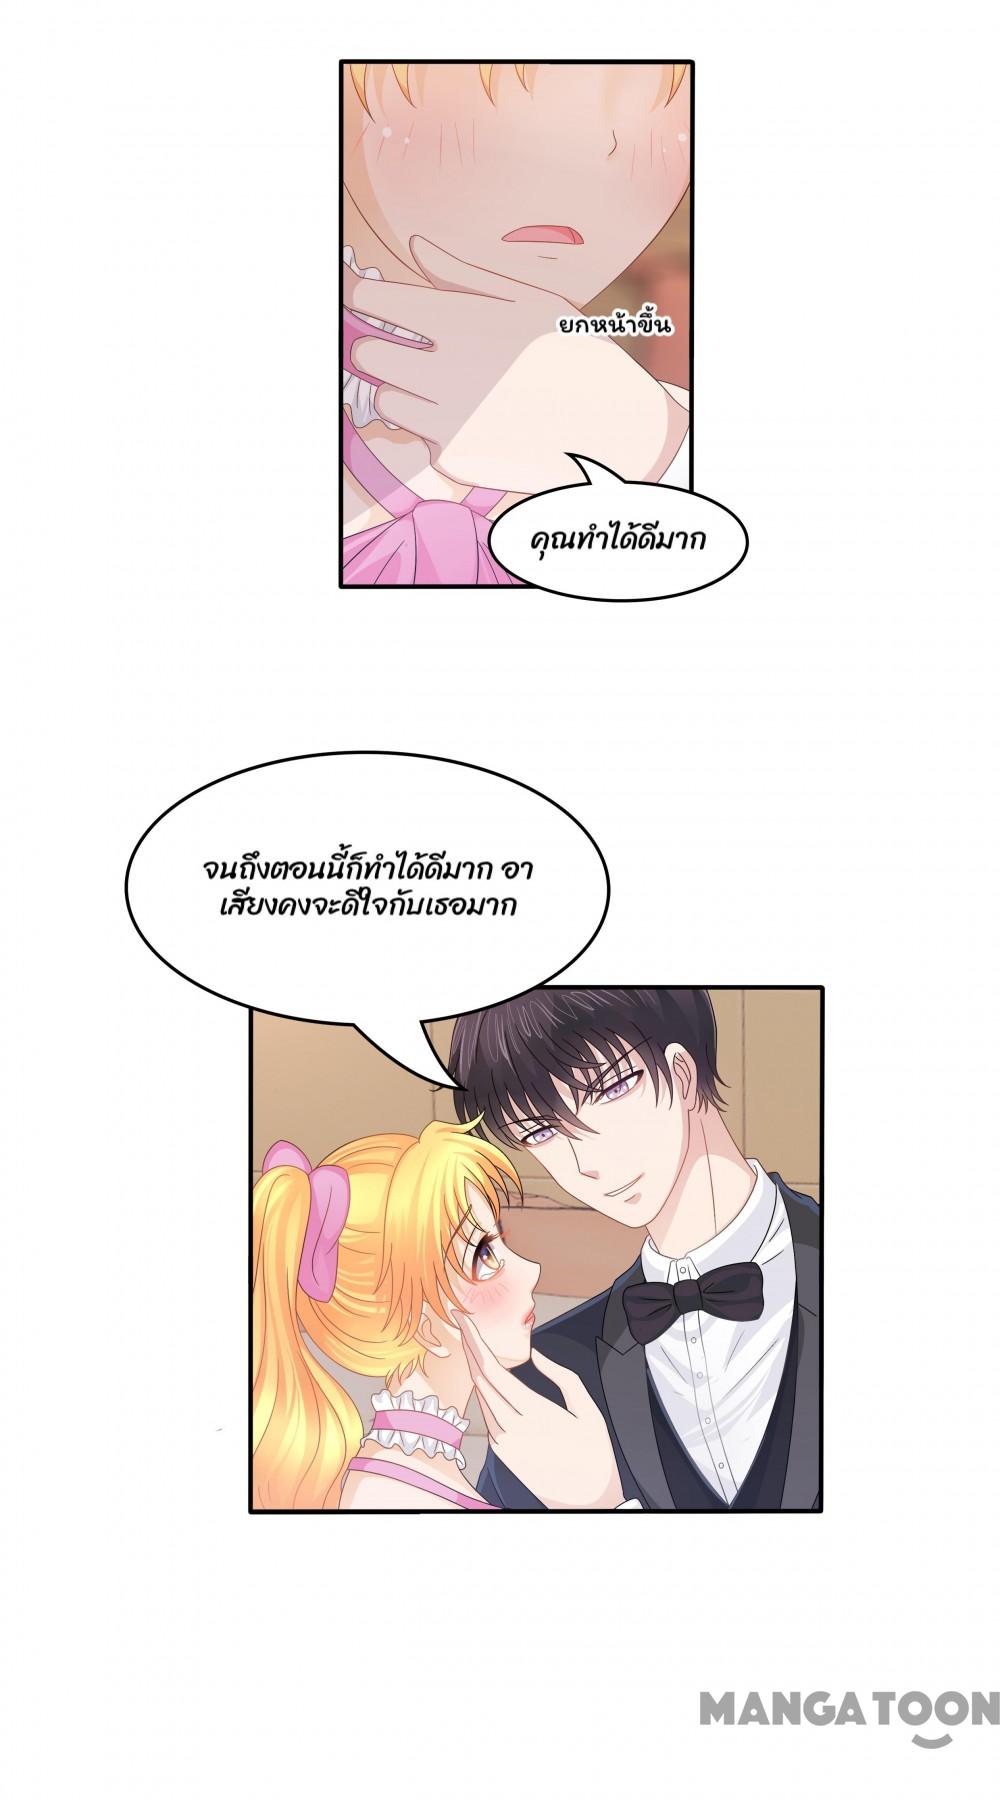 ยกหน้าขึ้น
คุณทำได้ดีมาก
จนถึงตอนนี้ก็ทำได้ดีมาก อา
เสียงคงจะดีใจกับเธอมาก
MANGATOON